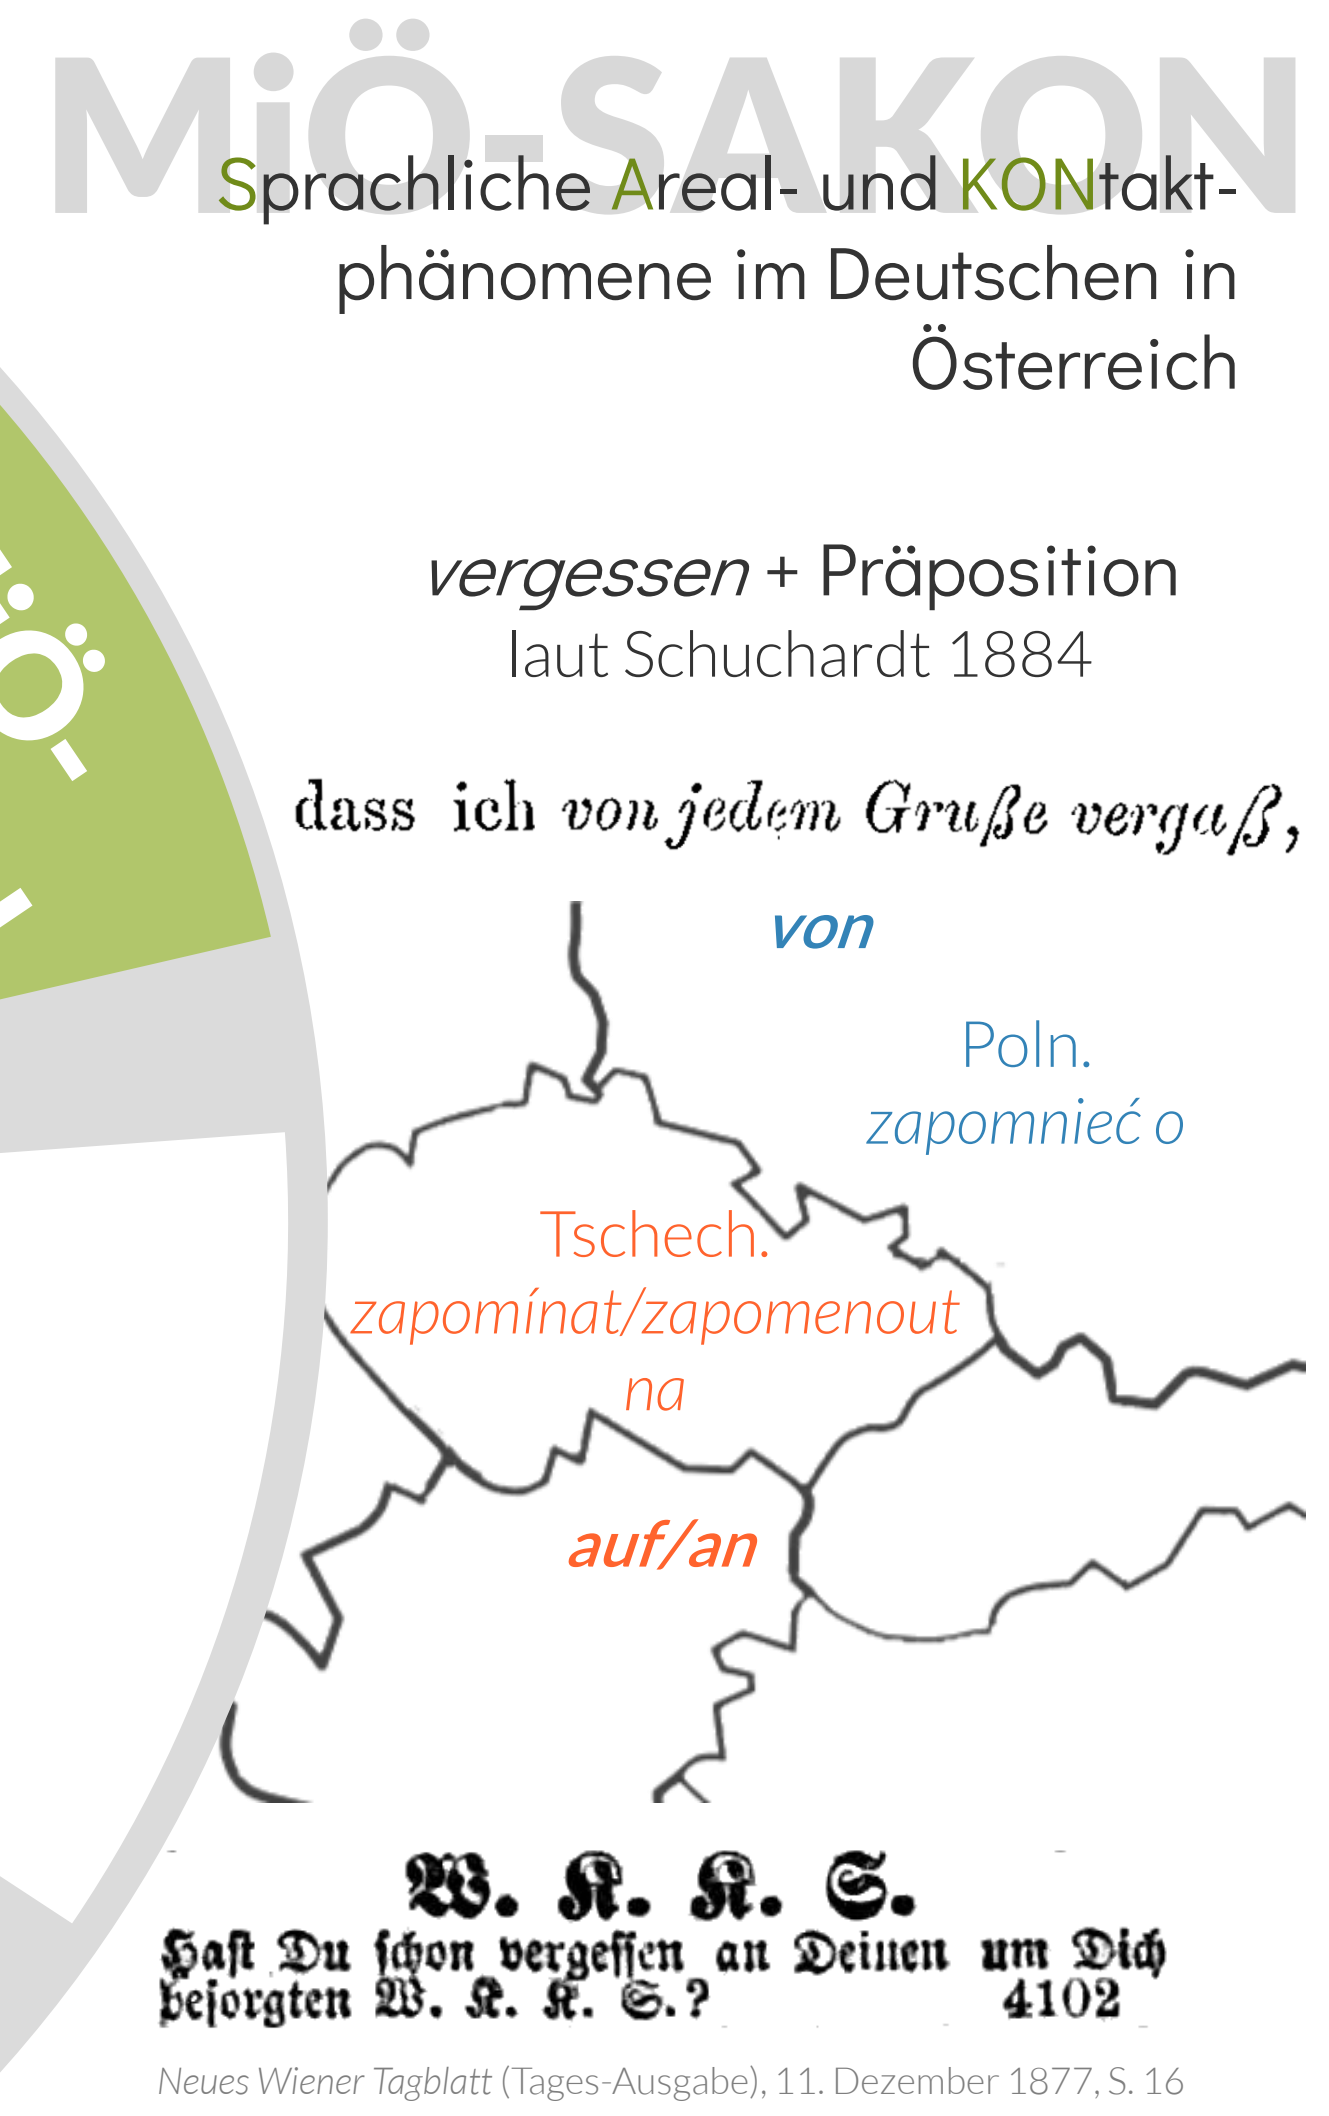 MiÖ-SAKON
Sprachliche Areal- und KONtakt-
phänomene im Deutschen in
Österreich
vergessen + Präposition
laut Schuchardt 1884
dass ich von jedem Gruße vergaß,
von
Poln.
zapomnieć o
Tschech.
zapomínat/zapomenout
na
auf/an
W. K. K. S.
Hast Du schon vergessen an Deinen um Dich
besorgten W. K. K. S.? 4102
Neues Wiener Tagblatt (Tages-Ausgabe), 11. Dezember 1877, S. 16